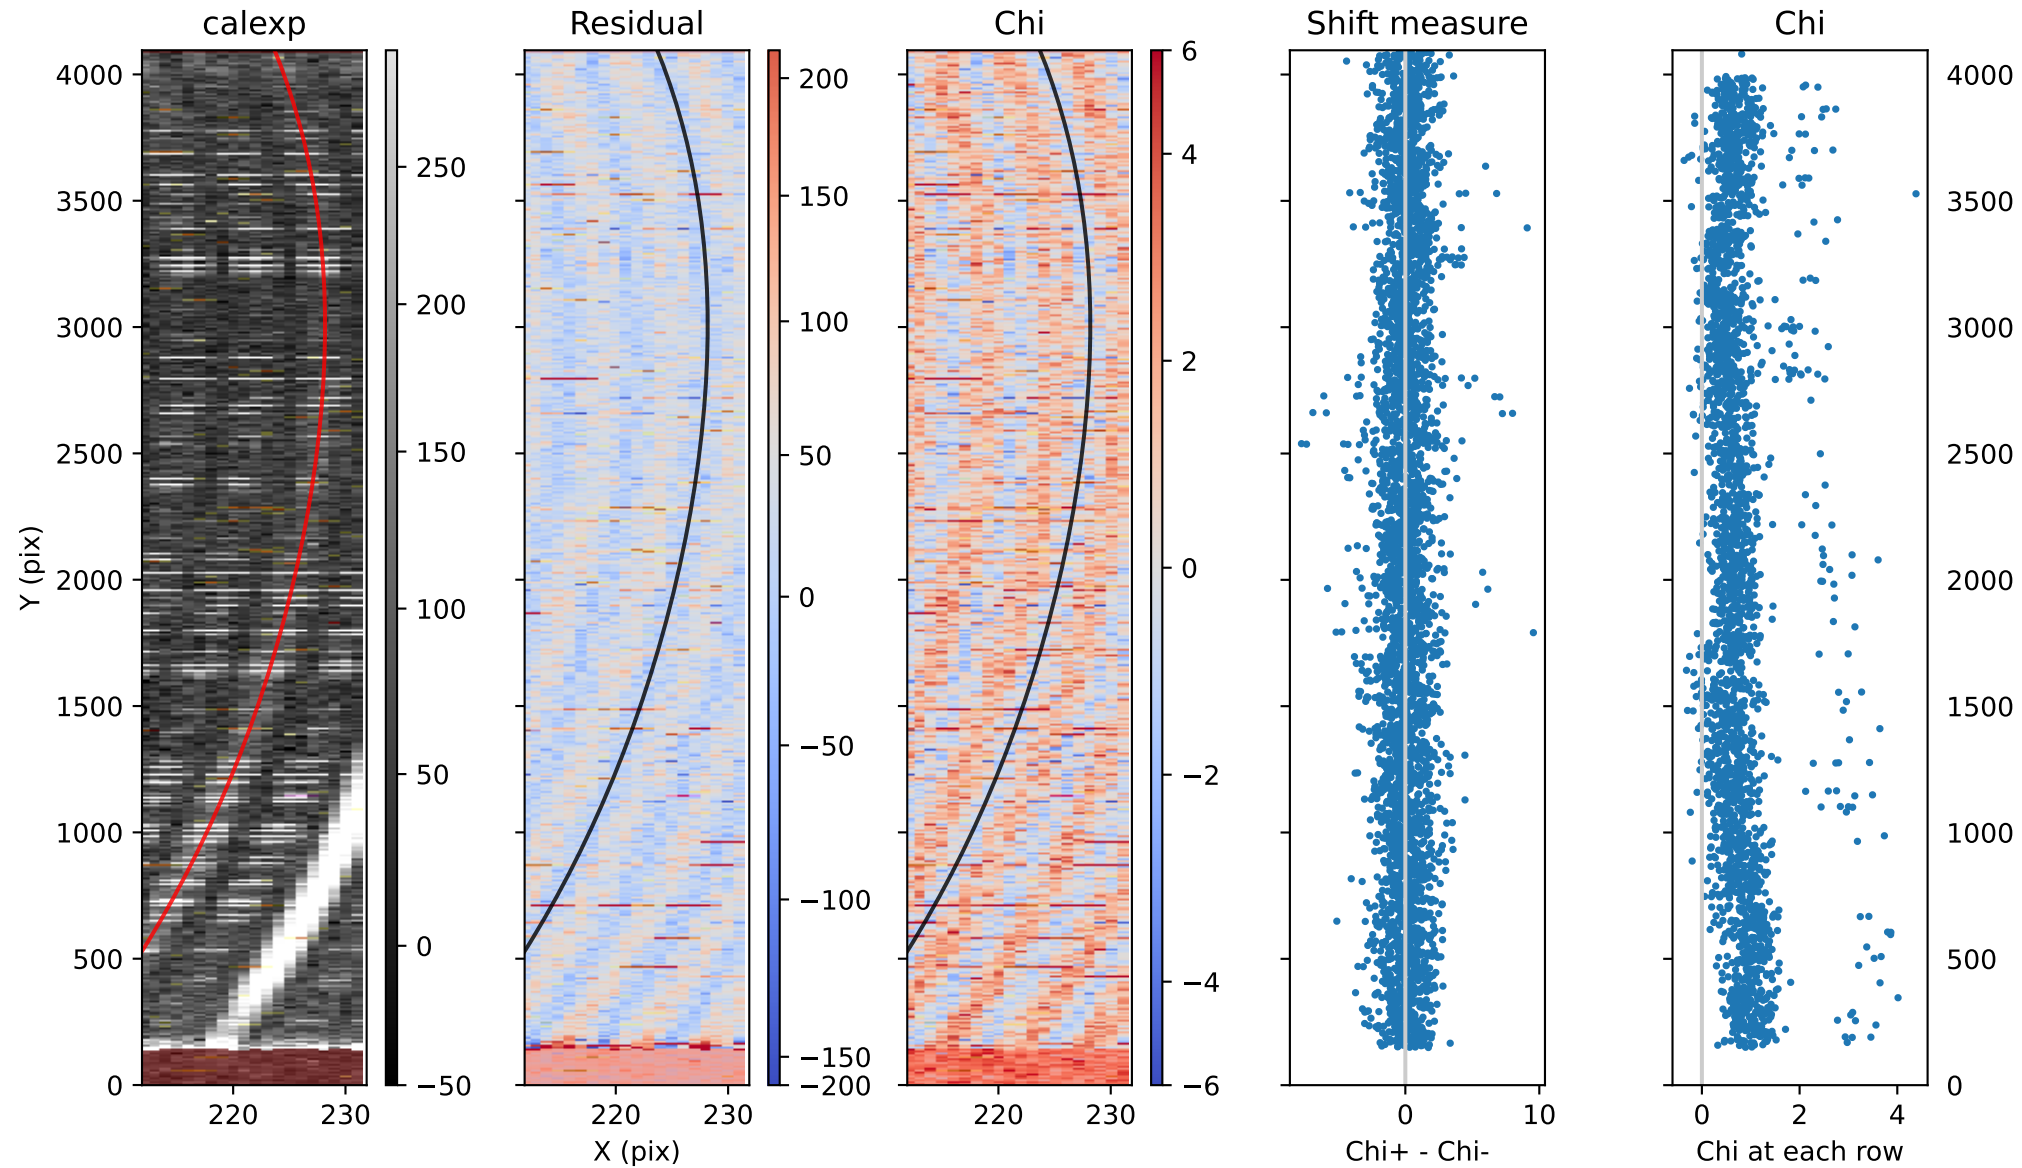 calexp Residual Chi Shift measure Chi
4000 250 200 6 4000
3500 200 150 4 3500
3000 150 100 2 3000
2500 100 50 0 2500
2000 50 0 −2 2000
1500 0 −50 −4 1500
1000 −50 −100 −6 1000
500 −150 500
0 −200 0
Y (pix)
220 230 220 230 220 230 0 10 0 2 4
X (pix) Chi+ - Chi- Chi at each row